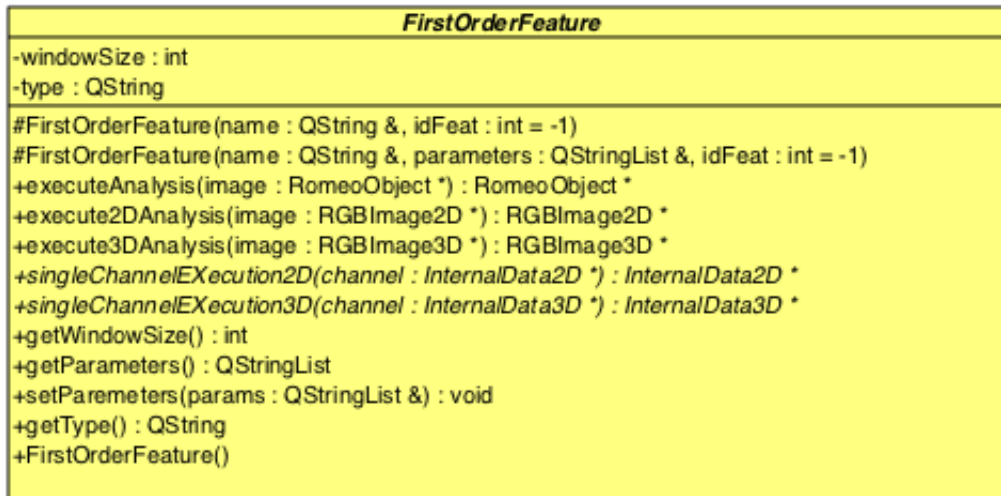 FirstOrderFeature
-windowSize : int
-type : QString
#FirstOrderFeature(name : QString &, idFeat : int = -1)
#FirstOrderFeature(name : QString &, parameters : QStringList &, idFeat : int = -1)
+executeAnalysis(image : RomeoObject *) : RomeoObject *
+execute2DAnalysis(image : RGBImage2D *) : RGBImage2D *
+execute3DAnalysis(image : RGBImage3D *) : RGBImage3D *
+singleChannelEXecution2D(channel : InternalData2D *) : InternalData2D *
+singleChannelEXecution3D(channel : InternalData3D *) : InternalData3D *
+getWindowSize() : int
+getParameters() : QStringList
+setParemeters(params : QStringList &) : void
+getType() : QString
+FirstOrderFeature()